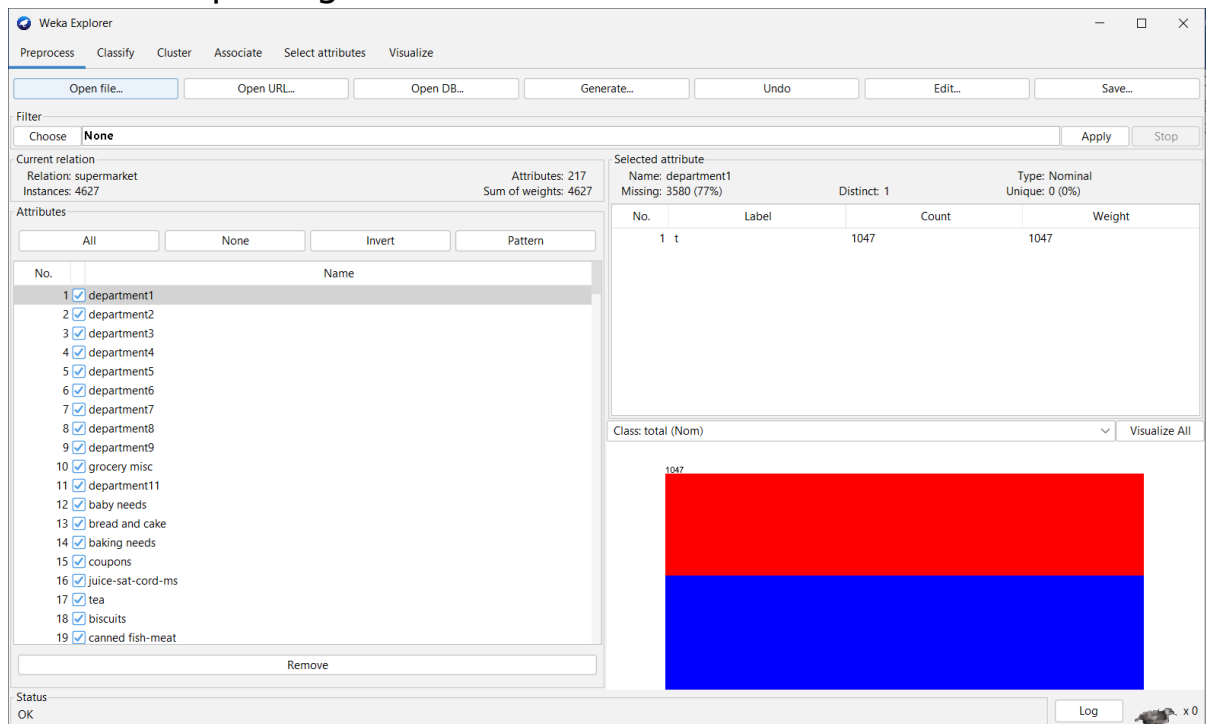 Weka Explorer
Preprocess Classify Cluster Associate Select attributes Visualize
Open file... Open URL... Open DB... Generate... Undo Edit... Save...
Filter
Choose None Apply Stop
Current relation
Relation: supermarket Attributes: 217
Instances: 4627 Sum of weights: 4627
Selected attribute
Name: department1 Type: Nominal
Missing: 3580 (77%) Distinct: 1 Unique: 0 (0%)
Attributes
All None Invert Pattern
No. Name
1 department1
2 department2
3 department3
4 department4
5 department5
6 department6
7 department7
8 department8
9 department9
10 grocery misc
11 department11
12 baby needs
13 bread and cake
14 baking needs
15 coupons
16 juice-sat-cord-ms
17 tea
18 biscuits
19 canned fish-meat
Remove
No. Label Count Weight
1 t 1047 1047
Class: total (Nom) Visualize All
1047
Status
OK
Log x 0